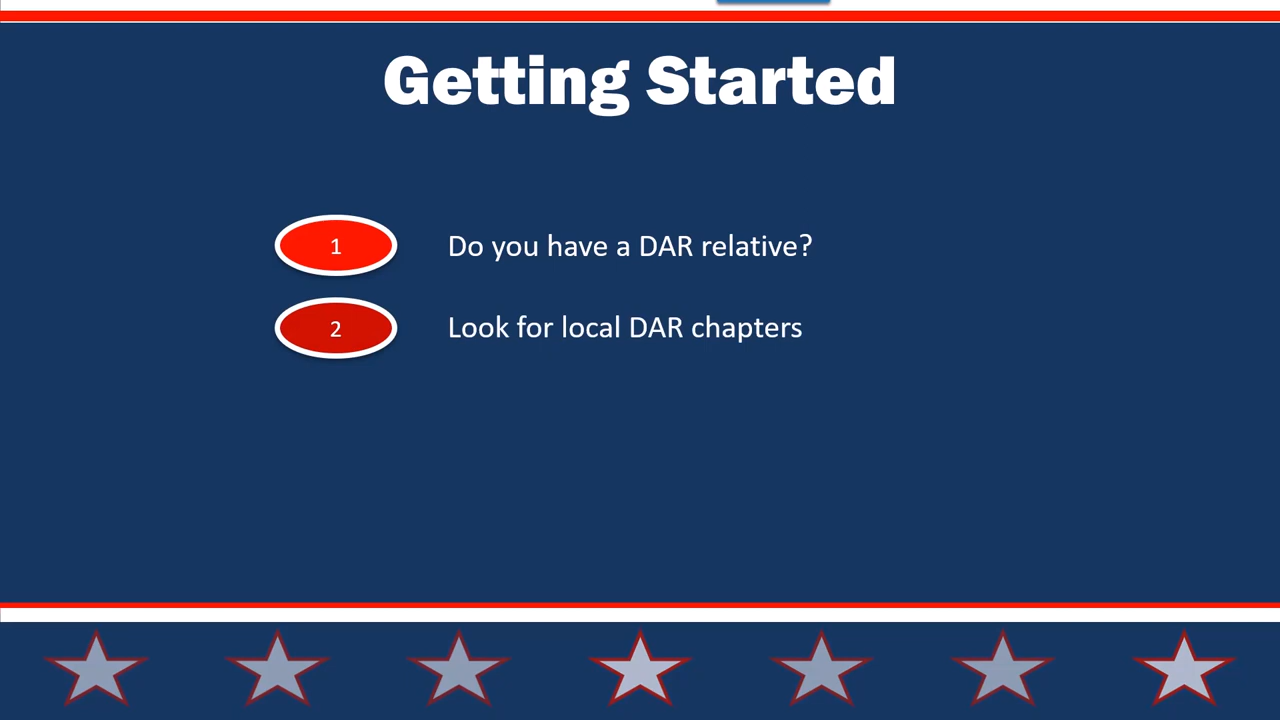 Getting Started
1 Do you have a DAR relative?
2 Look for local DAR chapters